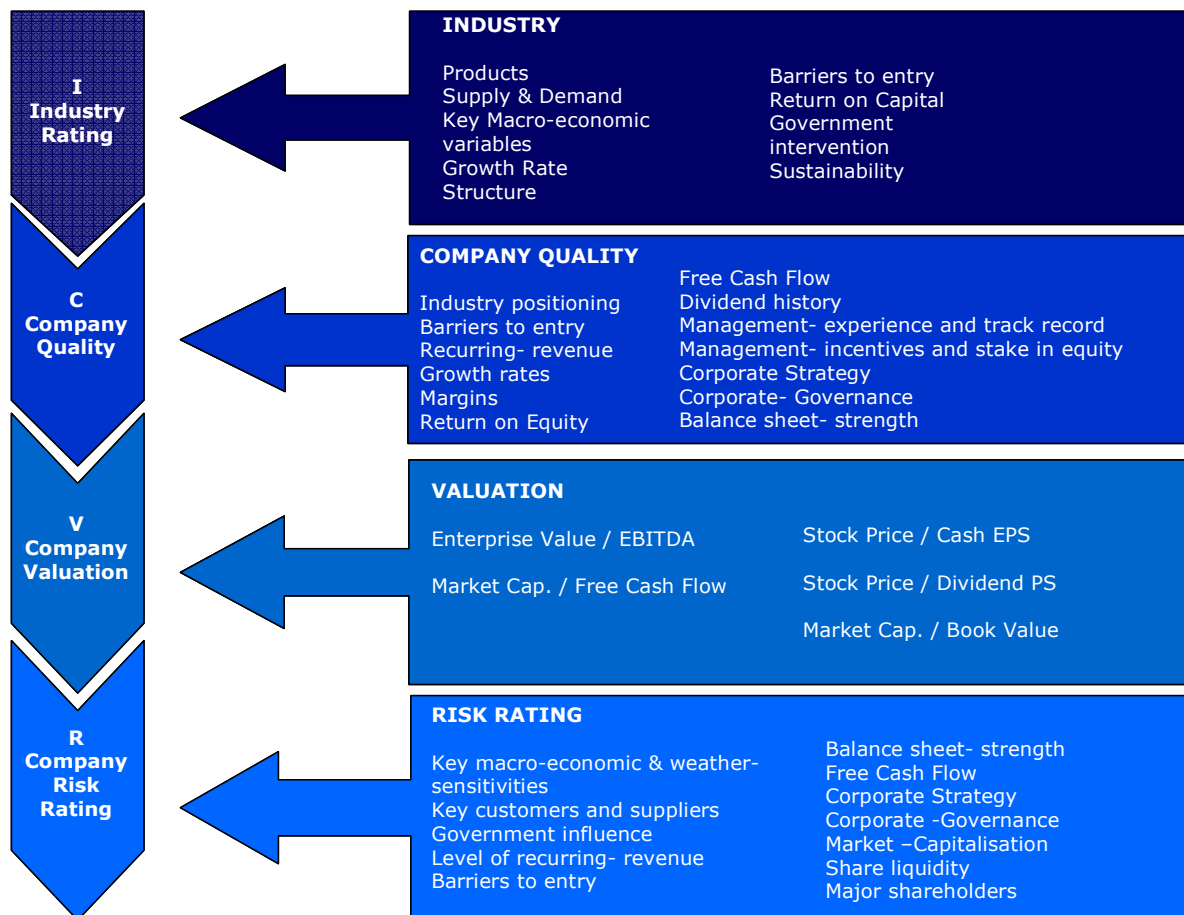 I
Industry
Rating
INDUSTRY
Products
Supply & Demand
Key Macro-economic
variables
Growth Rate
Structure
Barriers to entry
Return on Capital
Government
intervention
Sustainability
C
Company
Quality
COMPANY QUALITY
Industry positioning
Barriers to entry
Recurring- revenue
Growth rates
Margins
Return on Equity
Free Cash Flow
Dividend history
Management- experience and track record
Management- incentives and stake in equity
Corporate Strategy
Corporate- Governance
Balance sheet- strength
V
Company
Valuation
VALUATION
Enterprise Value / EBITDA
Market Cap. / Free Cash Flow
Stock Price / Cash EPS
Stock Price / Dividend PS
Market Cap. / Book Value
R
Company
Risk
Rating
RISK RATING
Key macro-economic & weather-
sensitivities
Key customers and suppliers
Government influence
Level of recurring- revenue
Barriers to entry
Balance sheet- strength
Free Cash Flow
Corporate Strategy
Corporate -Governance
Market –Capitalisation
Share liquidity
Major shareholders